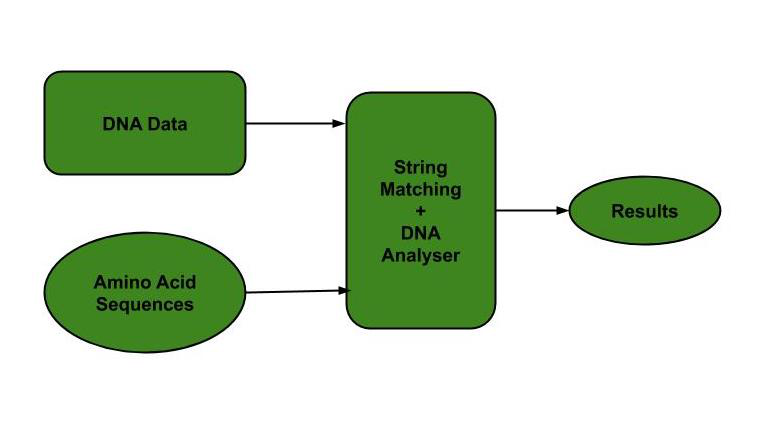 DNA Data
Amino Acid
Sequences
String
Matching
+
DNA
Analyser
Results